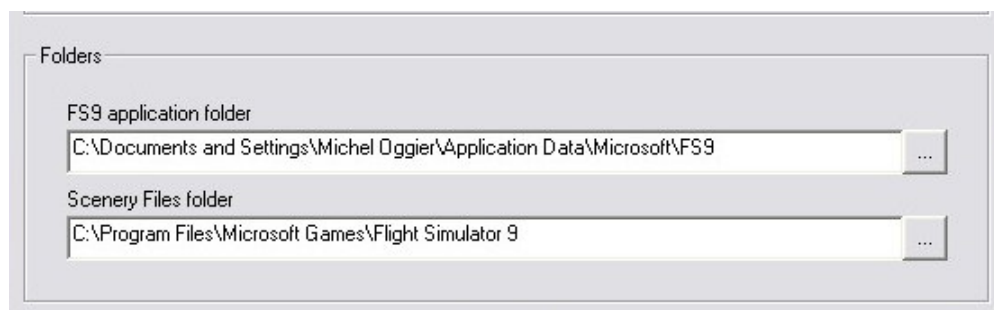 Folders
FS9 application folder
C:\Documents and Settings\Michel Oggier\Application Data\Microsoft\FS9
...
Scenery Files folder
C:\Program Files\Microsoft Games\Flight Simulator 9
...